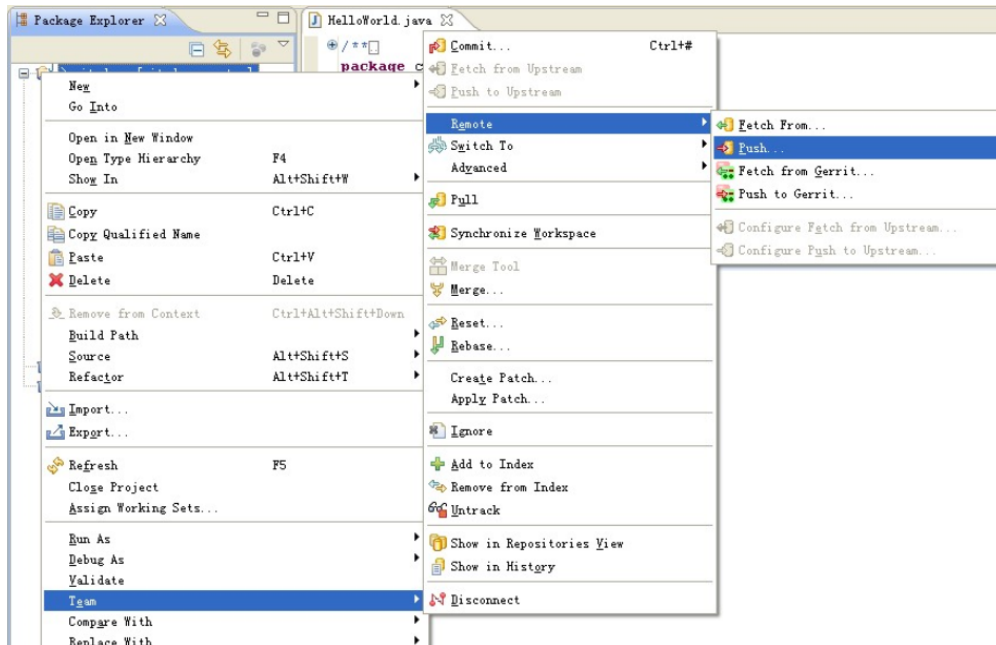 Package Explorer
HelloWorld.java
/**
package
New
Go Into
Open in New Window
Open Type Hierarchy F4
Show In Alt+Shift+W
Copy Ctrl+C
Copy Qualified Name
Paste Ctrl+V
Delete Delete
Remove from Context Ctrl+Alt+Shift+Down
Build Path
Source Alt+Shift+S
Refactor Alt+Shift+T
Import...
Export...
Refresh F5
Close Project
Assign Working Sets...
Run As
Debug As
Validate
Team
Compare With
Replace With
Commit... Ctrl+#
Fetch from Upstream
Push to Upstream
Remote
Switch To
Advanced
Pull
Synchronize Workspace
Merge Tool
Merge...
Reset...
Rebase...
Create Patch...
Apply Patch...
Ignore
Add to Index
Remove from Index
Untrack
Show in Repositories View
Show in History
Disconnect
Fetch From...
Push...
Fetch from Gerrit...
Push to Gerrit...
Configure Fetch from Upstream...
Configure Push to Upstream...